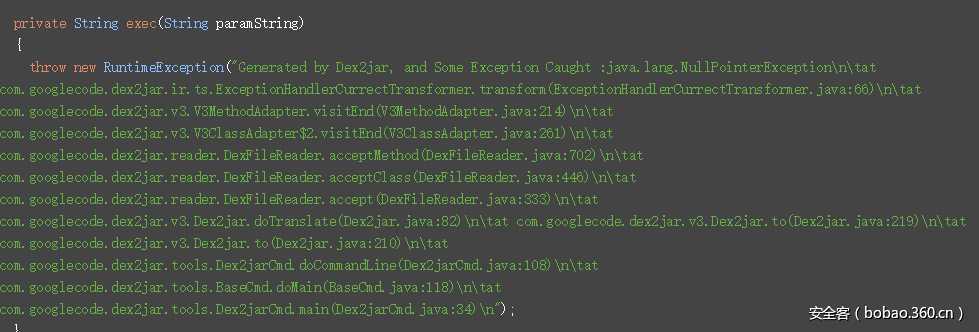 private String exec(String paramString)
{
throw new RuntimeException("Generated by Dex2jar, and Some Exception Caught :java.lang.NullPointerException\n\tat
com.googlecode.dex2jar.ir.ts.ExceptionHandlerCurrectTransformer.transform(ExceptionHandlerCurrectTransformer.java:66)\n\tat
com.googlecode.dex2jar.v3.V3MethodAdapter.visitEnd(V3MethodAdapter.java:214)\n\tat
com.googlecode.dex2jar.v3.V3ClassAdapter$2.visitEnd(V3ClassAdapter.java:261)\n\tat
com.googlecode.dex2jar.reader.DexFileReader.acceptMethod(DexFileReader.java:702)\n\tat
com.googlecode.dex2jar.reader.DexFileReader.acceptClass(DexFileReader.java:446)\n\tat
com.googlecode.dex2jar.reader.DexFileReader.accept(DexFileReader.java:333)\n\tat
com.googlecode.dex2jar.v3.Dex2jar.doTranslate(Dex2jar.java:82)\n\tat com.googlecode.dex2jar.v3.Dex2jar.to(Dex2jar.java:219)\n\tat
com.googlecode.dex2jar.v3.Dex2jar.to(Dex2jar.java:210)\n\tat
com.googlecode.dex2jar.tools.Dex2jarCmd.doCommandLine(Dex2jarCmd.java:108)\n\tat
com.googlecode.dex2jar.tools.BaseCmd.doMain(BaseCmd.java:118)\n\tat
com.googlecode.dex2jar.tools.Dex2jarCmd.main(Dex2jarCmd.java:34)\n");
}
安全客（bobao.360.cn）